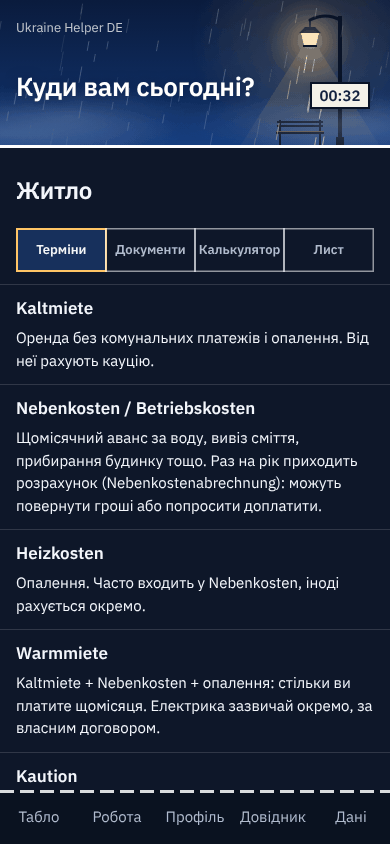 Ukraine Helper DE
Куди вам сьогодні?
00:32
Житло
Терміни
Документи
Калькулятор
Лист
Kaltmiete
Оренда без комунальних платежів і опалення. Від
неї рахують кауцію.
Nebenkosten / Betriebskosten
Щомісячний аванс за воду, вивіз сміття,
прибирання будинку тощо. Раз на рік приходить
розрахунок (Nebenkostenabrechnung): можуть
повернути гроші або попросити доплатити.
Heizkosten
Опалення. Часто входить у Nebenkosten, іноді
рахується окремо.
Warmmiete
Kaltmiete + Nebenkosten + опалення: стільки ви
платите щомісяця. Електрика зазвичай окремо, за
власним договором.
Kaution
Табло
Робота
Профіль
Довідник
Дані